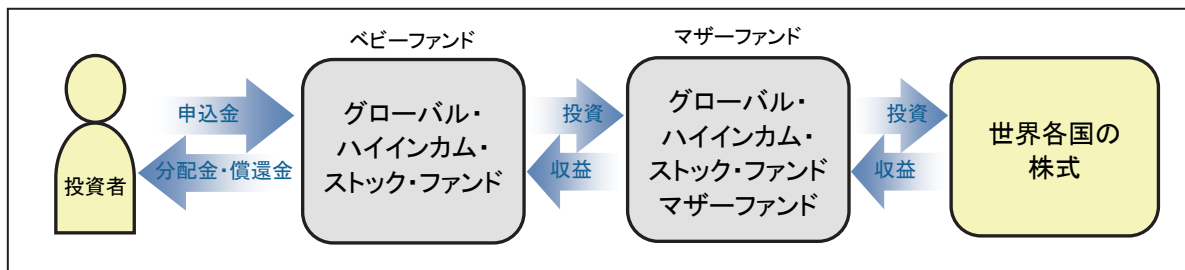 ベビーファンド
マザーファンド
投資者
申込金
分配金・償還金
グローバル・
ハイインカム・
ストック・ファンド
投資
収益
グローバル・
ハイインカム・
ストック・ファンド
マザーファンド
投資
収益
世界各国の
株式